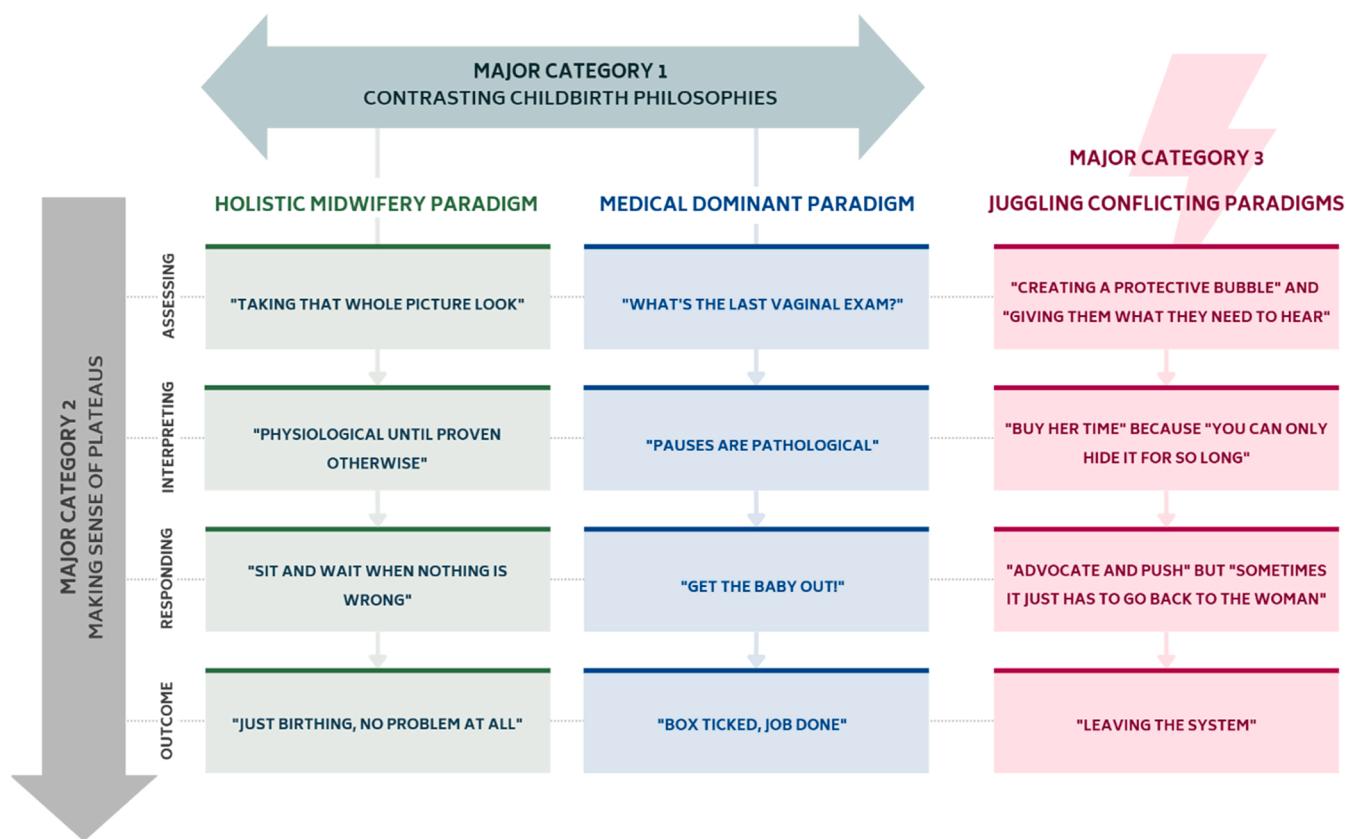 MAJOR CATEGORY 1
CONTRASTING CHILDBIRTH PHILOSOPHIES
MAJOR CATEGORY 3
HOLISTIC MIDWIFERY PARADIGM
MEDICAL DOMINANT PARADIGM
JUGGLING CONFLICTING PARADIGMS
MAJOR CATEGORY 2
MAKING SENSE OF PLATEAUS
ASSESSING
"TAKING THAT WHOLE PICTURE LOOK"
"WHAT'S THE LAST VAGINAL EXAM?"
"CREATING A PROTECTIVE BUBBLE" AND
"GIVING THEM WHAT THEY NEED TO HEAR"
INTERPRETING
"PHYSIOLOGICAL UNTIL PROVEN
OTHERWISE"
"PAUSES ARE PATHOLOGICAL"
"BUY HER TIME" BECAUSE "YOU CAN ONLY
HIDE IT FOR SO LONG"
RESPONDING
"SIT AND WAIT WHEN NOTHING IS
WRONG"
"GET THE BABY OUT!"
"ADVOCATE AND PUSH" BUT "SOMETIMES
IT JUST HAS TO GO BACK TO THE WOMAN"
OUTCOME
"JUST BIRTHING, NO PROBLEM AT ALL"
"BOX TICKED, JOB DONE"
"LEAVING THE SYSTEM"